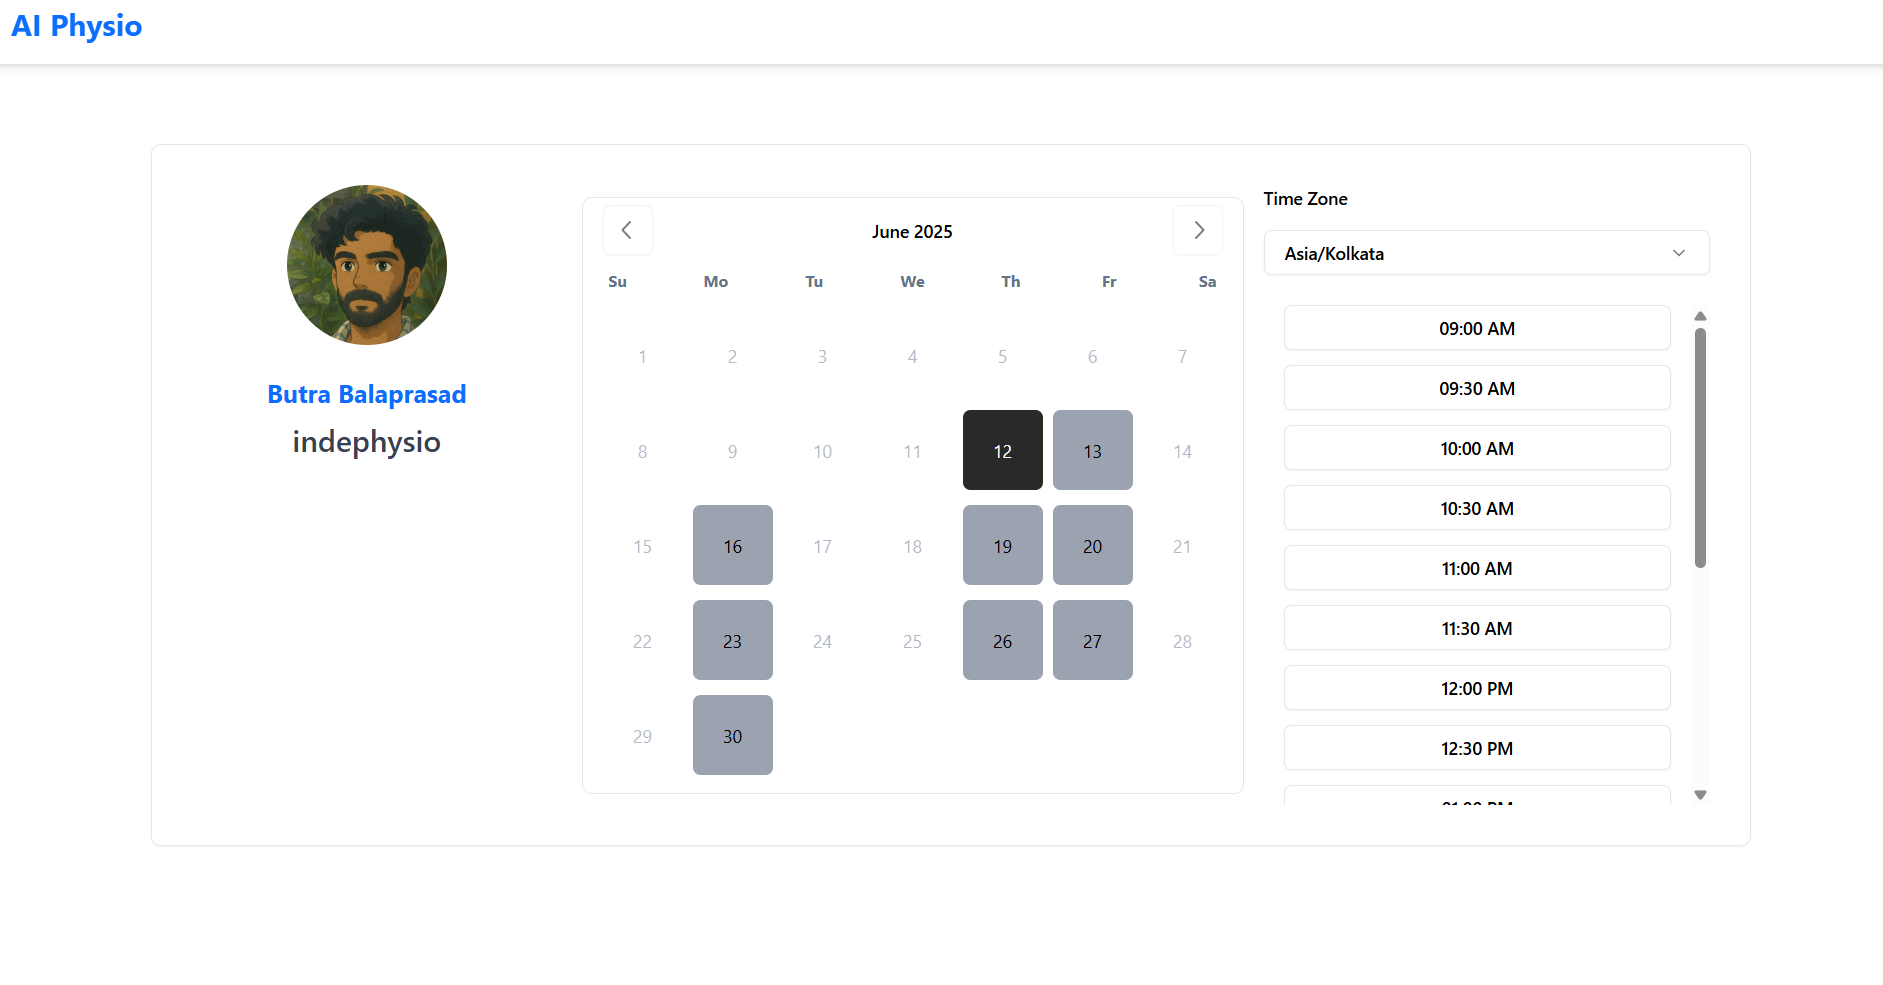 AI Physio
Butra Balaprasad
indephysio
June 2025
Su Mo Tu We Th Fr Sa
1 2 3 4 5 6 7
8 9 10 11 12 13 14
15 16 17 18 19 20 21
22 23 24 25 26 27 28
29 30
Time Zone
Asia/Kolkata
09:00 AM
09:30 AM
10:00 AM
10:30 AM
11:00 AM
11:30 AM
12:00 PM
12:30 PM